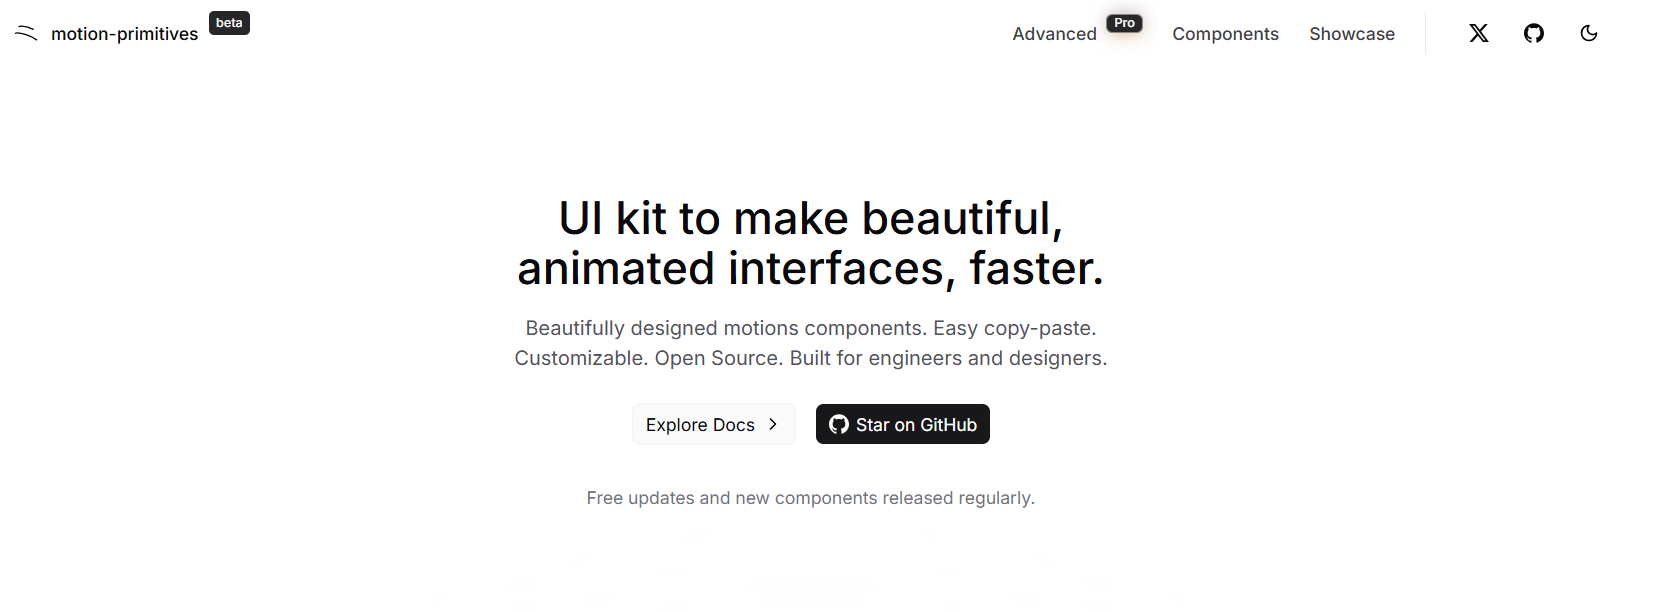 motion-primitives beta
Advanced Pro Components Showcase
UI kit to make beautiful,
animated interfaces, faster.
Beautifully designed motions components. Easy copy-paste.
Customizable. Open Source. Built for engineers and designers.
Explore Docs Star on GitHub
Free updates and new components released regularly.